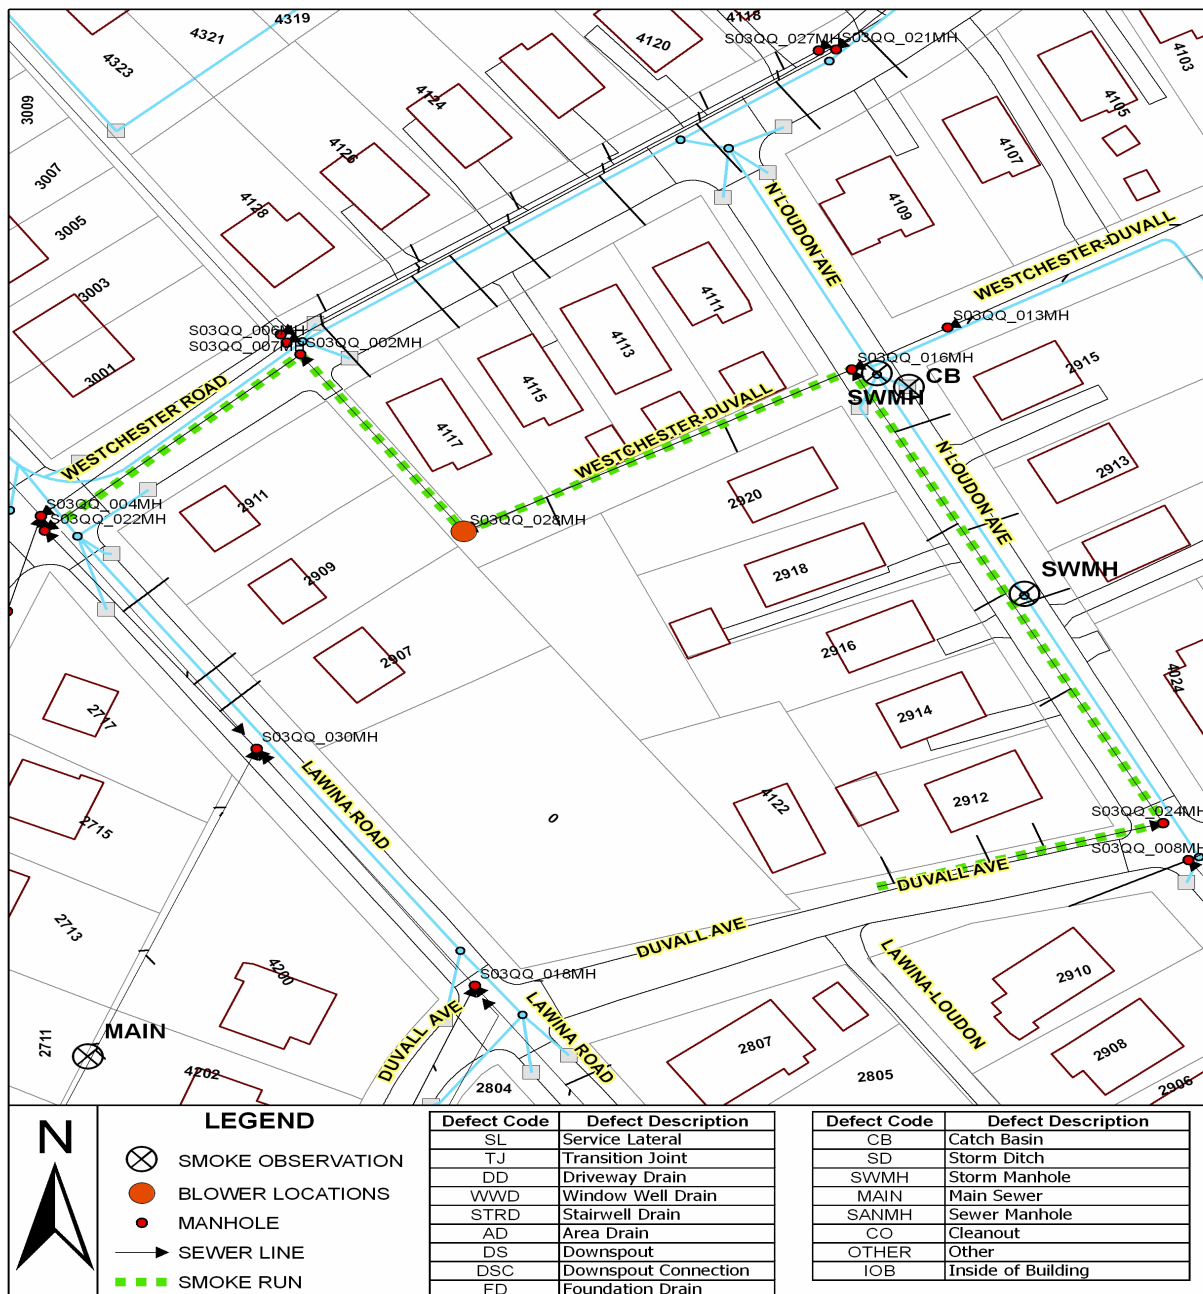 4319
4118
4321
4323
4120
S03QQ_027MH
S03QQ_021MH
4103
3009
4124
4105
4126
4107
3007
4128
N LOUDON AVE
4109
3005
WESTCHESTER-DUVALL
3003
4111
S03QQ_013MH
S03QQ_006MH
S03QQ_007MH
S03QQ_002MH
4113
S03QQ_016MH
2915
3001
CB
4115
SWMH
WESTCHESTER ROAD
4117
WESTCHESTER-DUVALL
N LOUDON AVE
2913
2911
2920
S03QQ_004MH
S03QQ_022MH
S03QQ_028MH
2909
2918
SWMH
2907
2916
4024
2717
2914
S03QQ_030MH
LAWINA ROAD
2715
4122
2912
0
S03QQ_024MH
S03QQ_008MH
DUVALL AVE
2713
DUVALL AVE
4200
S03QQ_018MH
LAWINA-LOUDON
2910
MAIN
2711
DUVALL AVE
LAWINA ROAD
2807
2908
4202
2804
2805
2906
N
LEGEND
SMOKE OBSERVATION
BLOWER LOCATIONS
MANHOLE
SEWER LINE
SMOKE RUN
Defect Code Defect Description
SL Service Lateral
TJ Transition Joint
DD Driveway Drain
WWD Window Well Drain
STRD Stairwell Drain
AD Area Drain
DS Downspout
DSC Downspout Connection
FD Foundation Drain
Defect Code Defect Description
CB Catch Basin
SD Storm Ditch
SWMH Storm Manhole
MAIN Main Sewer
SANMH Sewer Manhole
CO Cleanout
OTHER Other
IOB Inside of Building